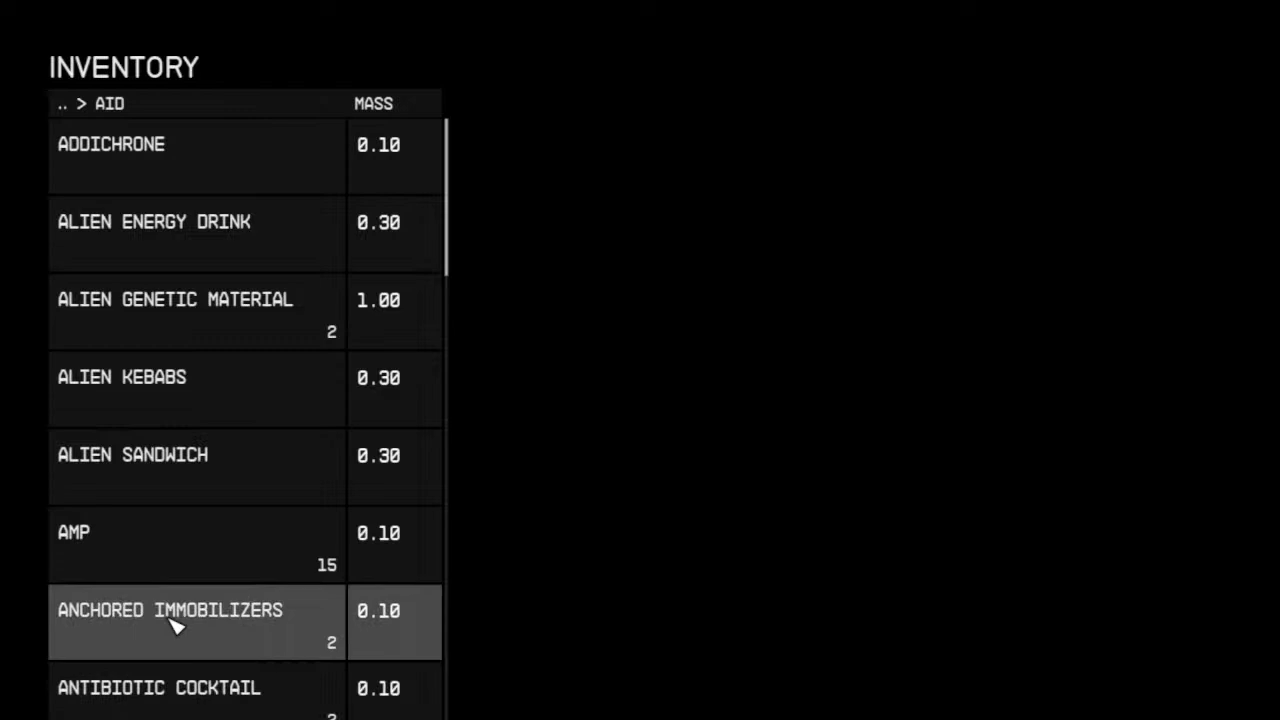 INVENTORY
.. > AID MASS
ADDICHRONE 0.10
ALIEN ENERGY DRINK 0.30
ALIEN GENETIC MATERIAL 1.00
2
ALIEN KEBABS 0.30
ALIEN SANDWICH 0.30
AMP 0.10
15
ANCHORED IMMOBILIZERS 0.10
2
ANTIBIOTIC COCKTAIL 0.10